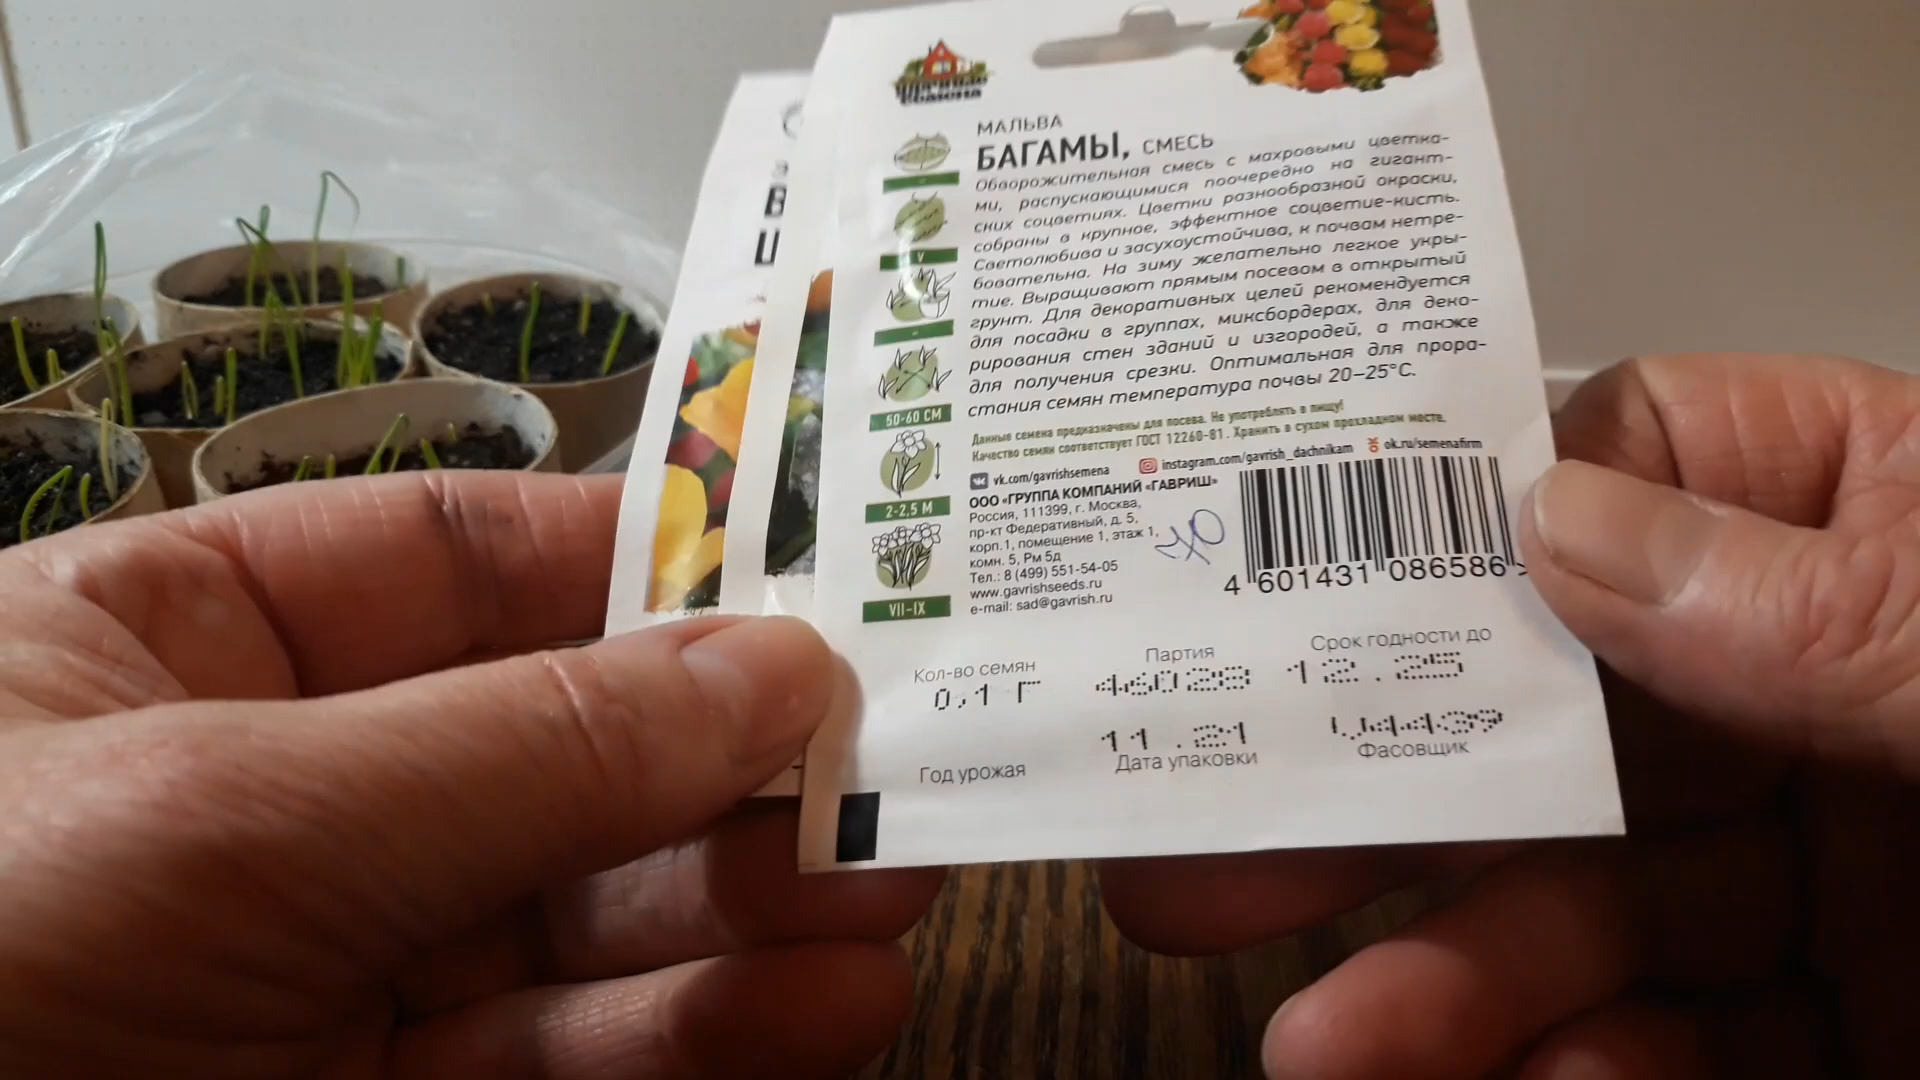 Удачные
семена
МАЛЬВА
БАГАМЫ, СМЕСЬ
Обворожительная смесь с махровыми цветка-
ми, распускающимися поочередно на гигант-
ских соцветиях. Цветки разнообразной окраски,
собраны в крупное, эффектное соцветие-кисть.
Светолюбива и засухоустойчива, к почвам нетре-
бовательна. На зиму желательно легкое укры-
тие. Выращивают прямым посевом в открытый
грунт. Для декоративных целей рекомендуется
для посадки в группах, миксбордерах, для деко-
рирования стен зданий и изгородей, а также
для получения срезки. Оптимальная для прора-
стания семян температура почвы 20–25°С.
Данные семена предназначены для посева. Не употреблять в пищу!
Качество семян соответствует ГОСТ 12260-81. Хранить в сухом прохладном месте.
vk.com/gavrishsemena instagram.com/gavrish_dachnikam ok.ru/semenafirm
ООО «ГРУППА КОМПАНИЙ «ГАВРИШ»
Россия, 111399, г. Москва,
пр-кт Федеративный, д. 5,
корп.1, помещение 1, этаж 1,
комн. 5, Рм 5д
Тел.: 8 (499) 551-54-05
www.gavrishseeds.ru
e-mail: sad@gavrish.ru
-
V
-
50-60 СМ
2-2,5 М
VII-IX
40
4 601431 086586 >
Кол-во семян
0,1 Г
Партия
46028
Срок годности до
12.25
11.21
Дата упаковки
04439
Фасовщик
Год урожая
Э
В
Ц